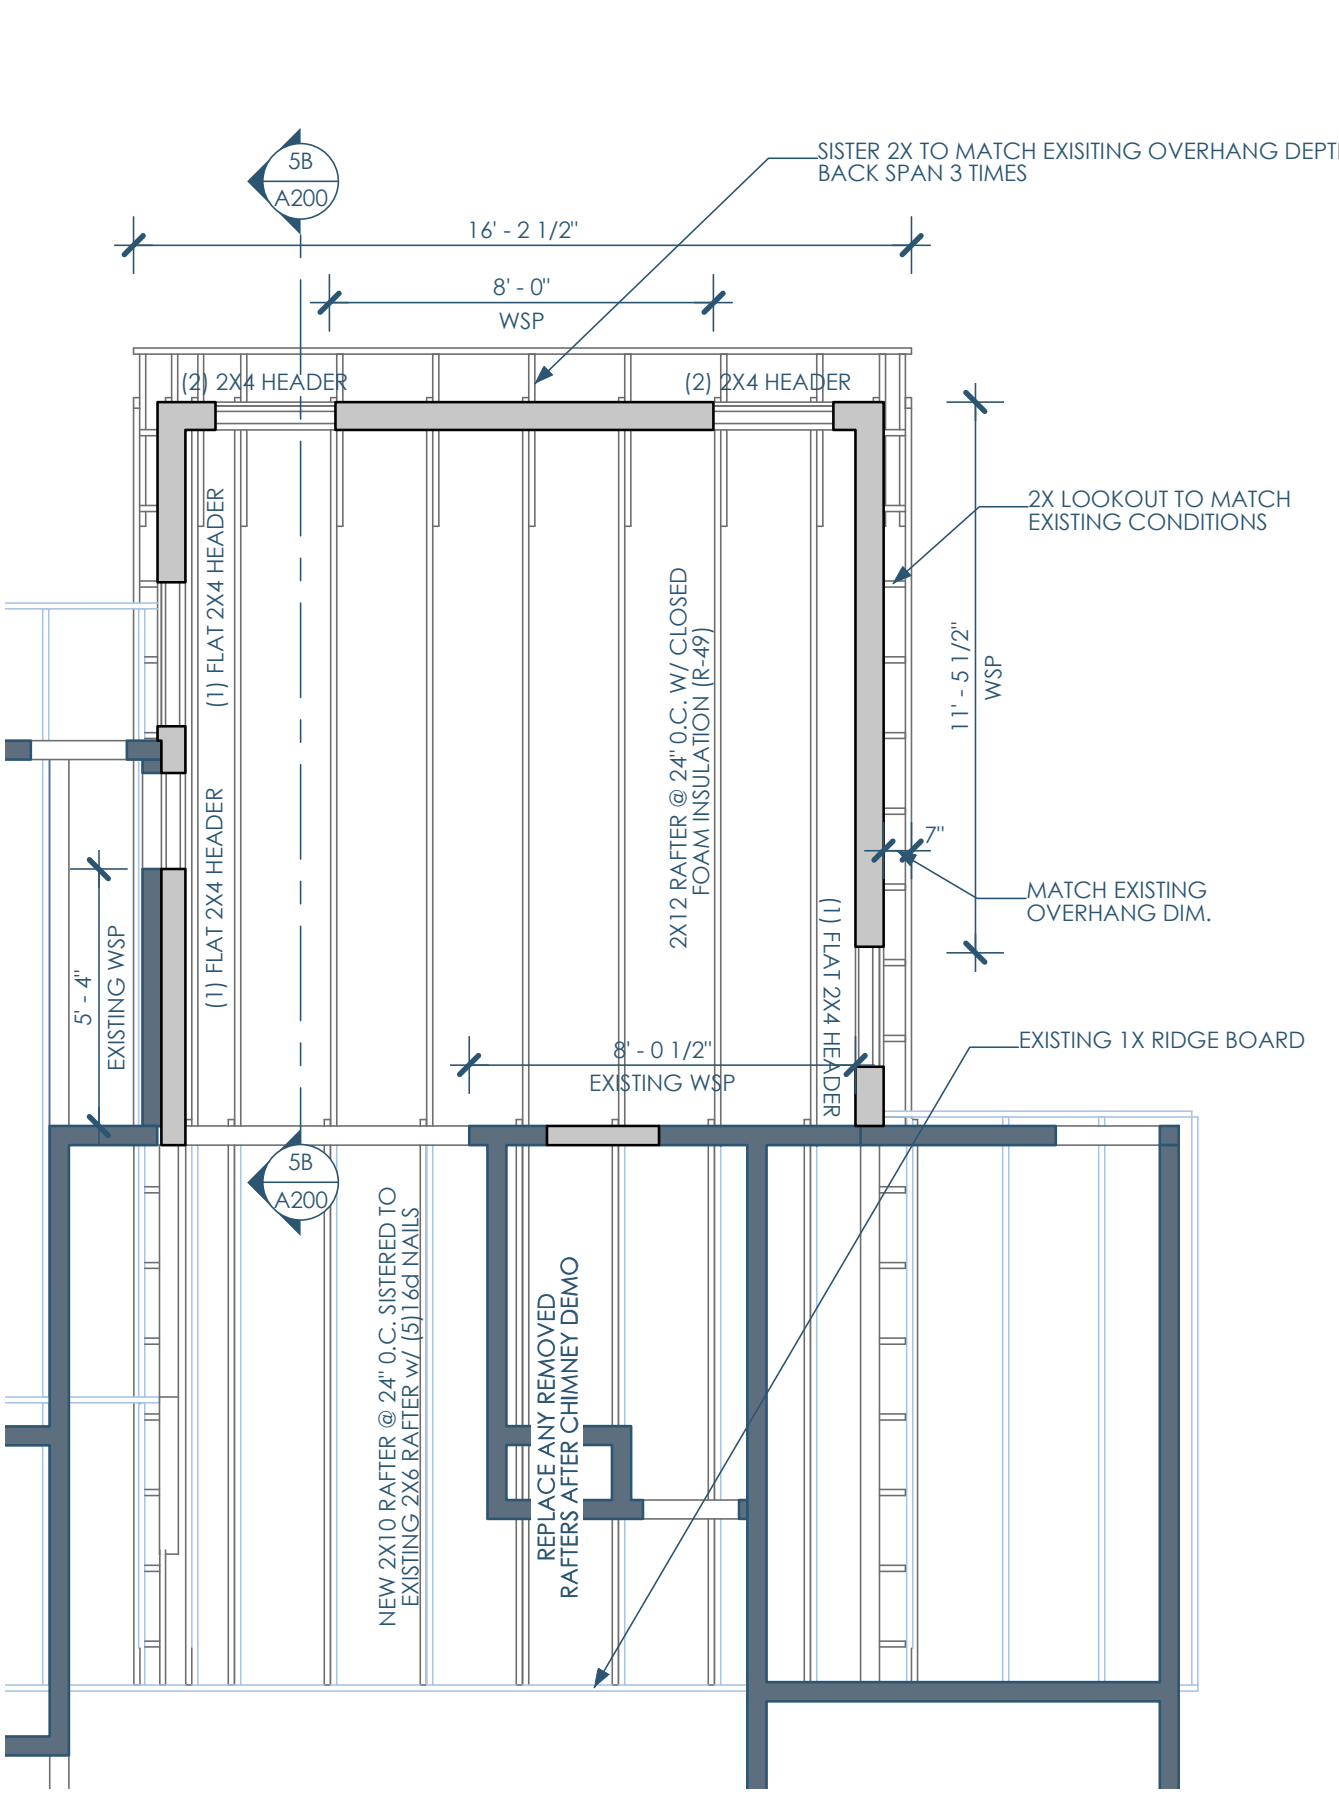 SISTER 2X TO MATCH EXISITING OVERHANG
BACK SPAN 3 TIMES
5B
A200
16' - 2 1/2"
8' - 0"
WSP
(2) 2X4 HEADER
(2) 2X4 HEADER
2X LOOKOUT TO MATCH
EXISTING CONDITIONS
(1) FLAT 2X4 HEADER
2X12 RAFTER @ 24" O.C. W/ CLOSED
FOAM INSULATION (R-49)
11' - 5 1/2"
WSP
7"
MATCH EXISTING
OVERHANG DIM.
(1) FLAT 2X4 HEADER
(1) FLAT 2X4 HEADER
5' - 4"
EXISTING WSP
8' - 0 1/2"
EXISTING WSP
EXISTING 1X RIDGE BOARD
5B
A200
NEW 2X10 RAFTER @ 24" O.C. SISTERED TO
EXISTING 2X6 RAFTER w/ (5)16d NAILS
REPLACE ANY REMOVED
RAFTERS AFTER CHIMNEY DEMO